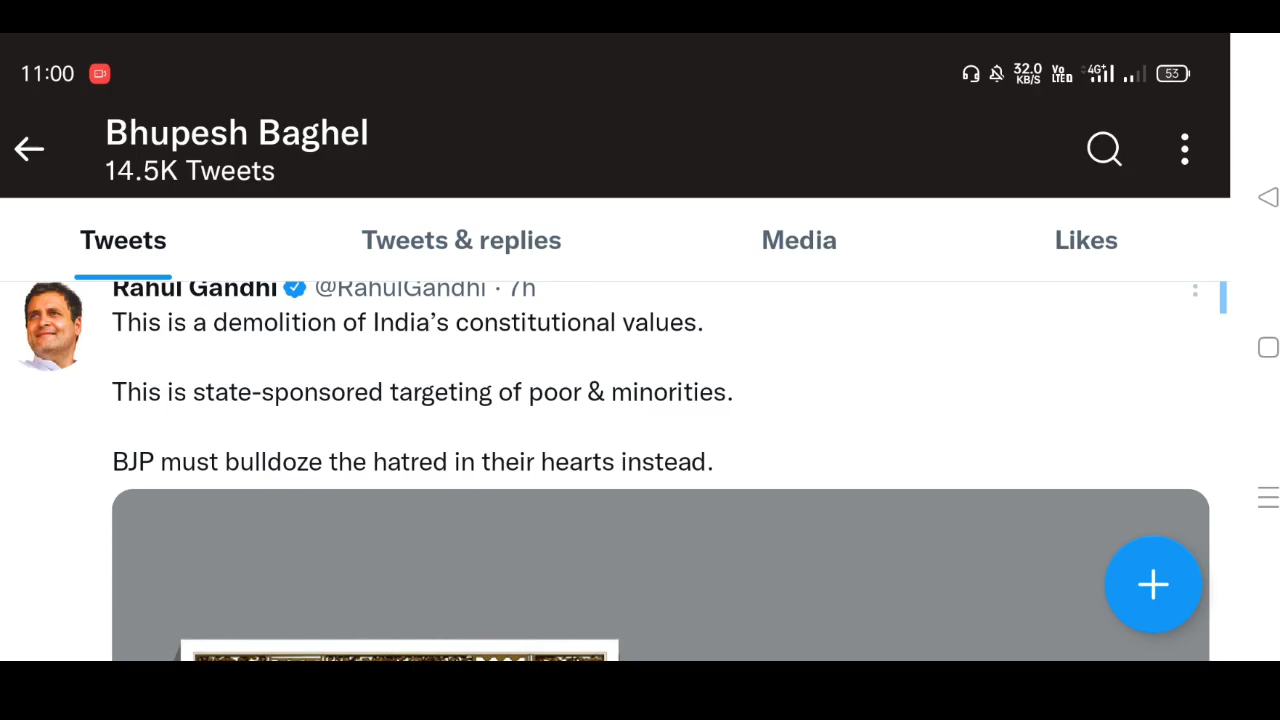 11:00 32.0 KB/S Vo LTED 4G+ 53
Bhupesh Baghel
14.5K Tweets
Tweets Tweets & replies Media Likes
Rahul Gandhi @RahulGandhi · 7h
This is a demolition of India’s constitutional values.
This is state-sponsored targeting of poor & minorities.
BJP must bulldoze the hatred in their hearts instead.